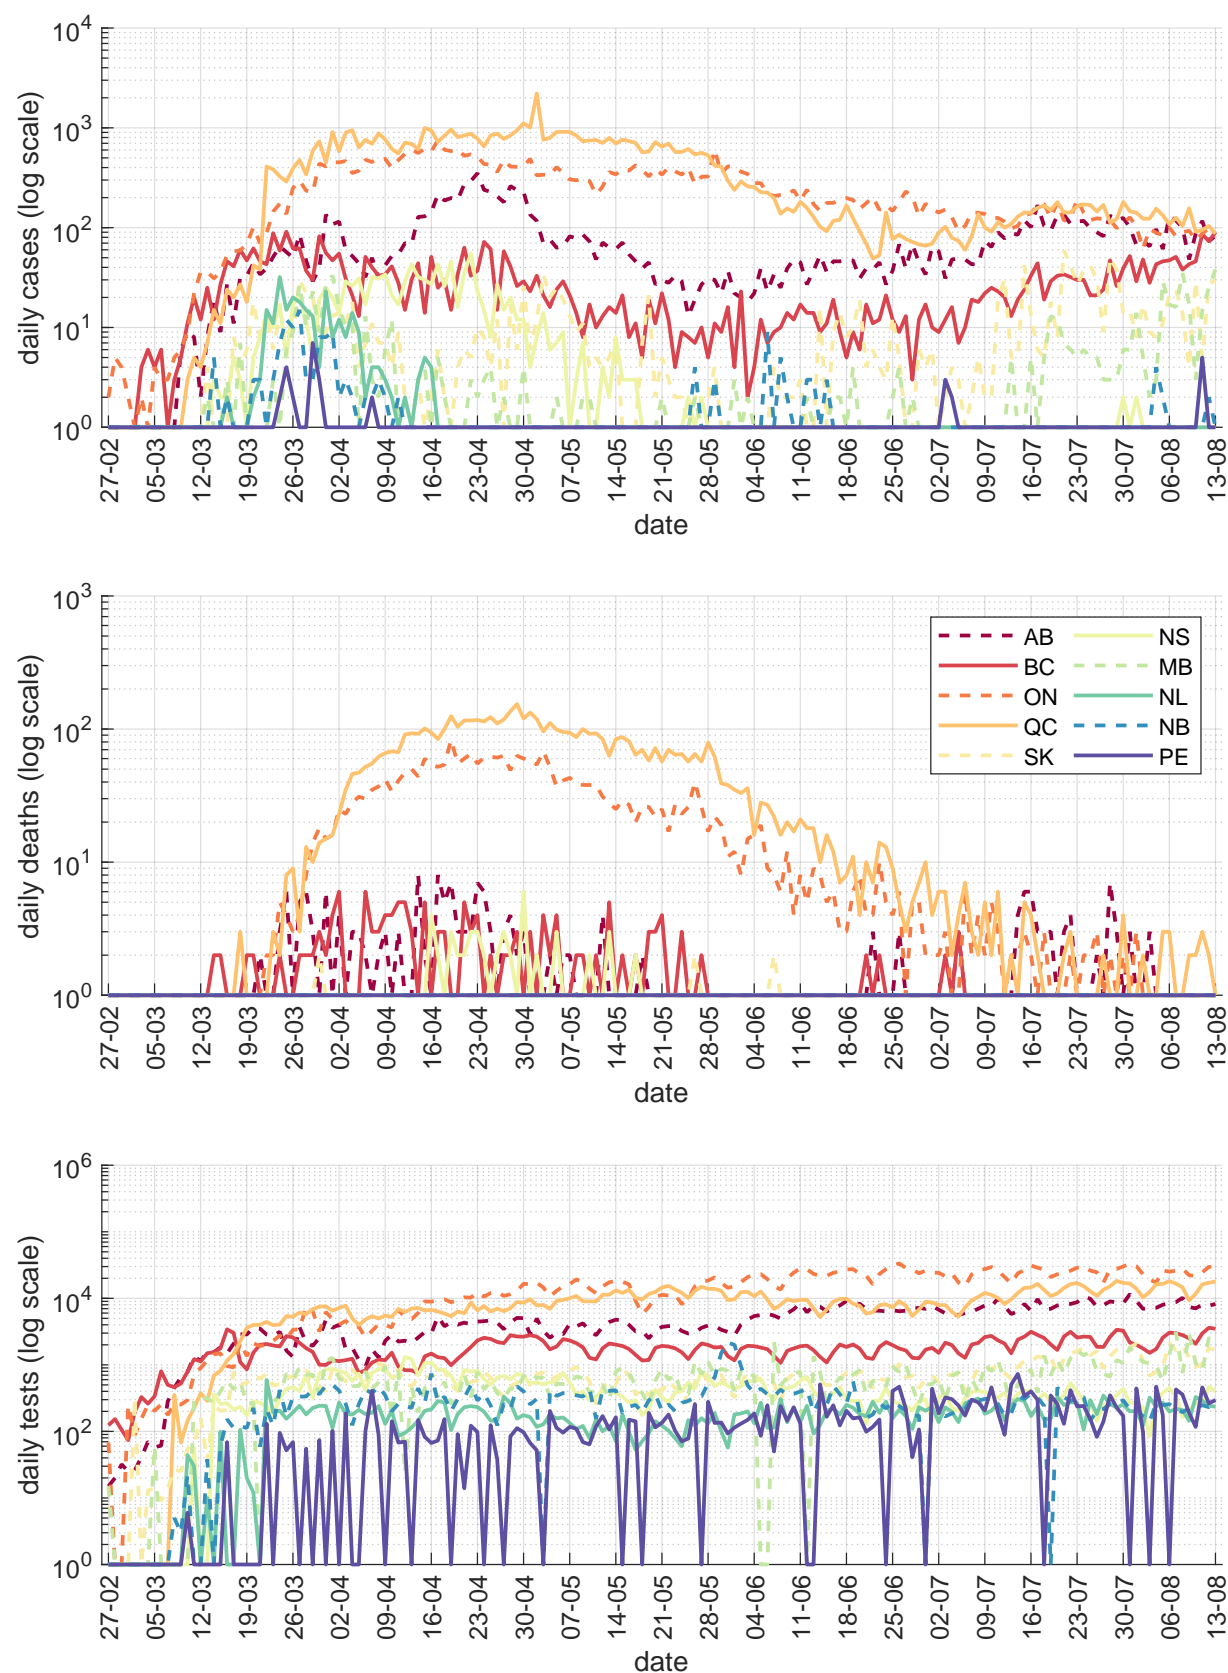 daily cases (log scale)
10^4
10^3
10^2
10^1
10^0
27-02 05-03 12-03 19-03 26-03 02-04 09-04 16-04 23-04 30-04 07-05 14-05 21-05 28-05 04-06 11-06 18-06 25-06 02-07 09-07 16-07 23-07 30-07 06-08 13-08
date
daily deaths (log scale)
10^3
10^2
10^1
10^0
AB NS
BC MB
ON NL
QC NB
SK PE
27-02 05-03 12-03 19-03 26-03 02-04 09-04 16-04 23-04 30-04 07-05 14-05 21-05 28-05 04-06 11-06 18-06 25-06 02-07 09-07 16-07 23-07 30-07 06-08 13-08
date
daily tests (log scale)
10^6
10^4
10^2
10^0
27-02 05-03 12-03 19-03 26-03 02-04 09-04 16-04 23-04 30-04 07-05 14-05 21-05 28-05 04-06 11-06 18-06 25-06 02-07 09-07 16-07 23-07 30-07 06-08 13-08
date